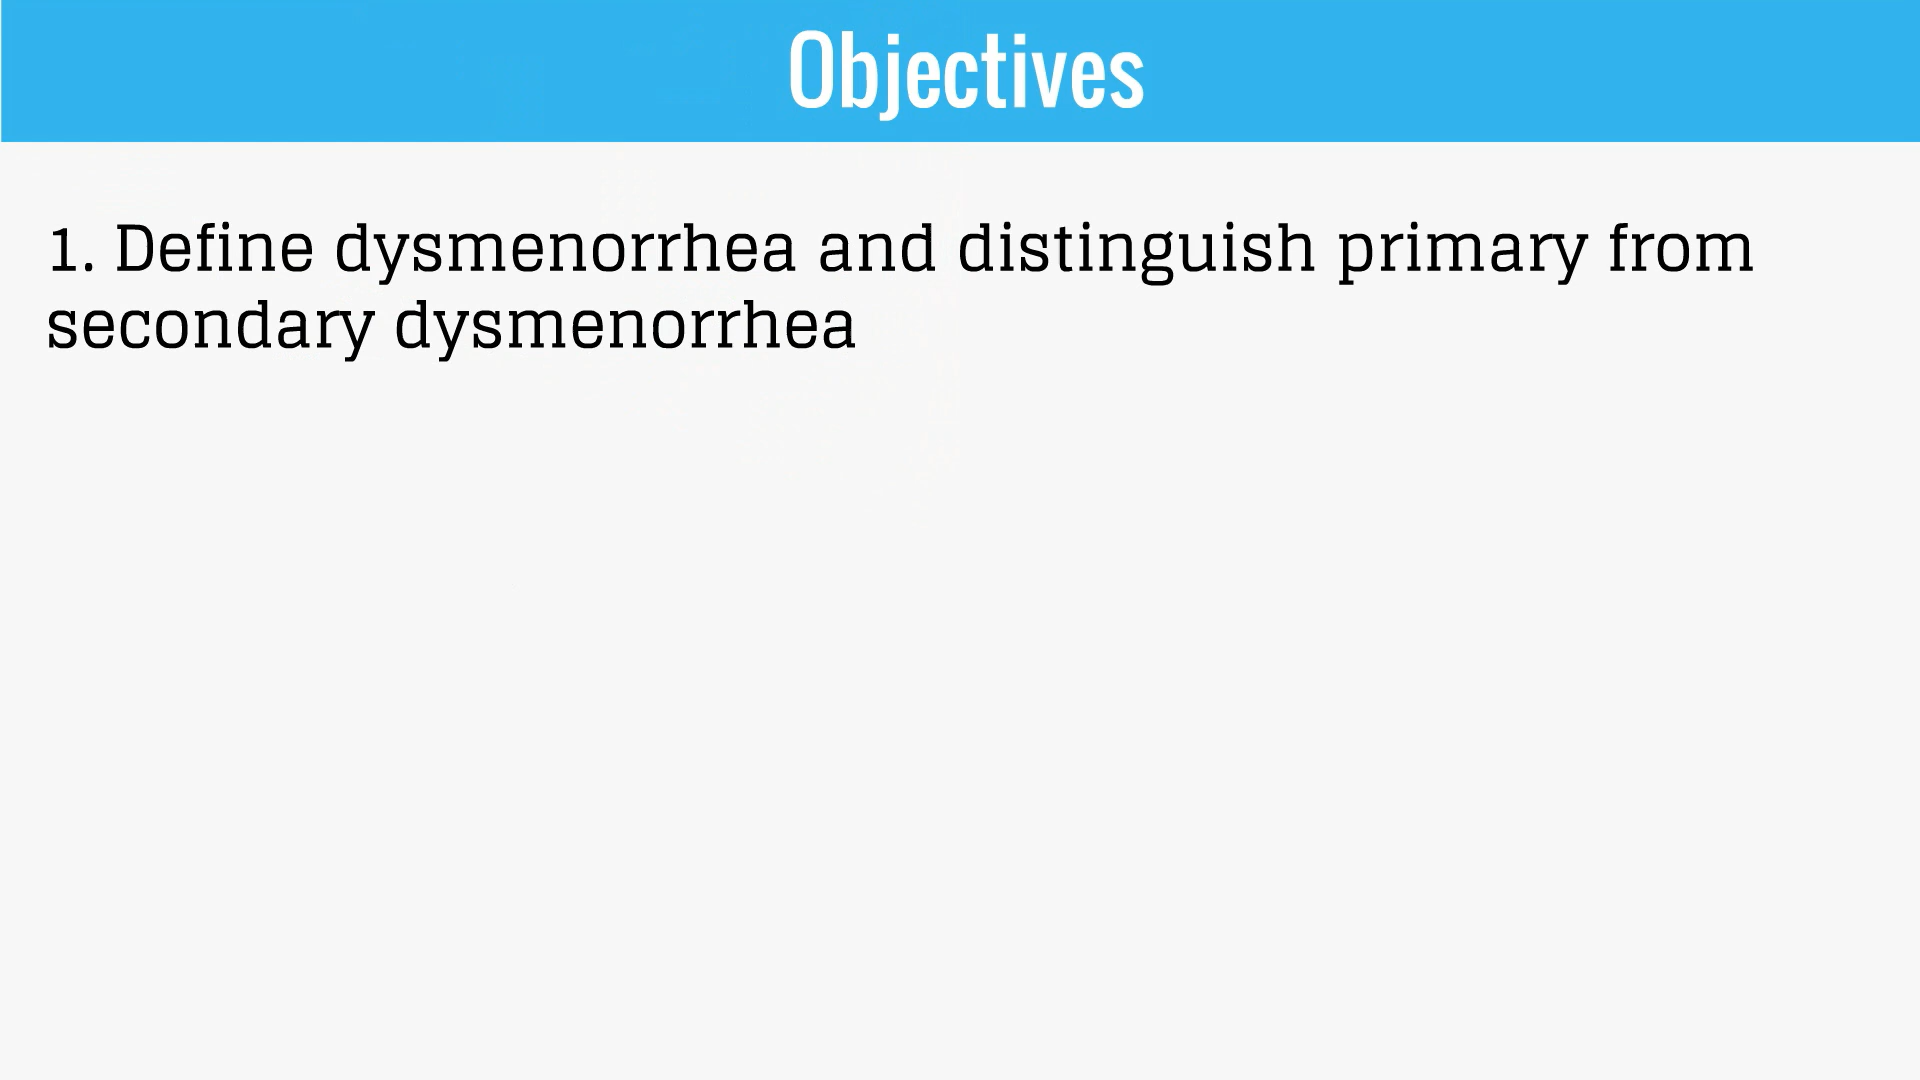 Objectives
1. Define dysmenorrhea and distinguish primary from
secondary dysmenorrhea